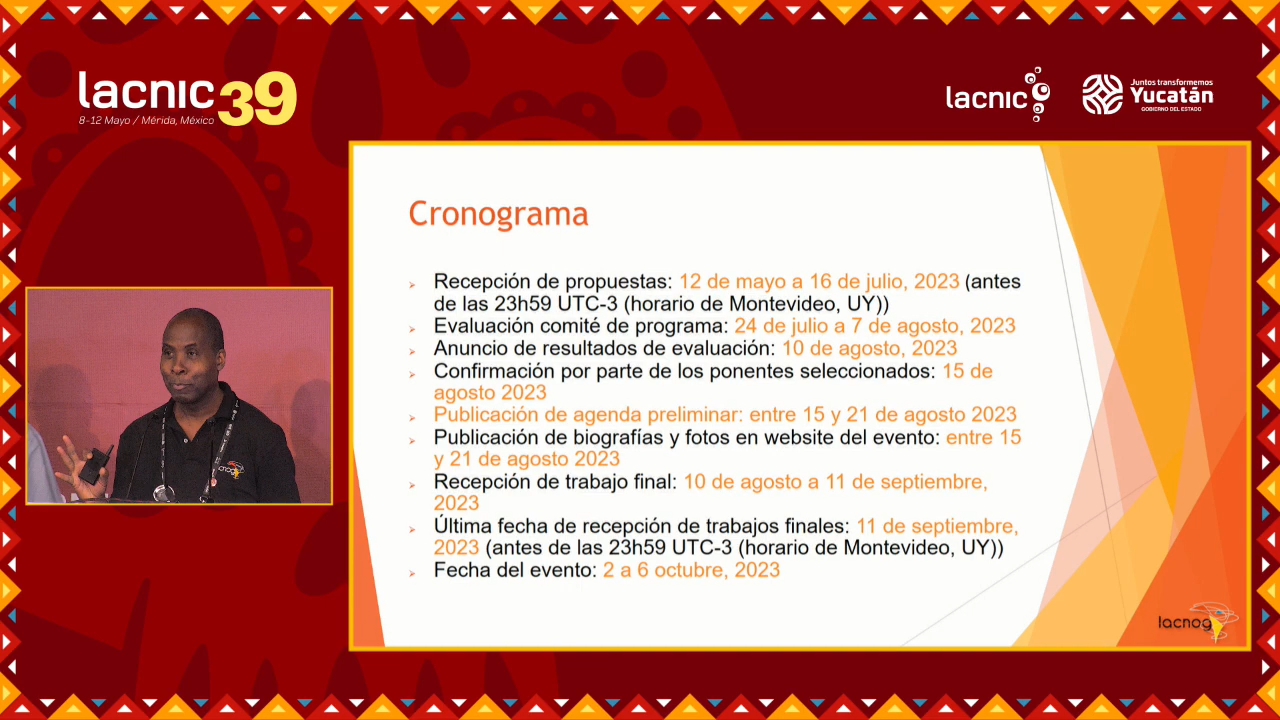 lacnic 39
8-12 Mayo / Mérida, México
lacnic
Juntos transformemos
Yucatán
GOBIERNO DEL ESTADO
Cronograma
Recepción de propuestas: 12 de mayo a 16 de julio, 2023 (antes
de las 23h59 UTC-3 (horario de Montevideo, UY))
Evaluación comité de programa: 24 de julio a 7 de agosto, 2023
Anuncio de resultados de evaluación: 10 de agosto, 2023
Confirmación por parte de los ponentes seleccionados: 15 de
agosto 2023
Publicación de agenda preliminar: entre 15 y 21 de agosto 2023
Publicación de biografías y fotos en website del evento: entre 15
y 21 de agosto 2023
Recepción de trabajo final: 10 de agosto a 11 de septiembre,
2023
Última fecha de recepción de trabajos finales: 11 de septiembre,
2023 (antes de las 23h59 UTC-3 (horario de Montevideo, UY))
Fecha del evento: 2 a 6 octubre, 2023
lacnog